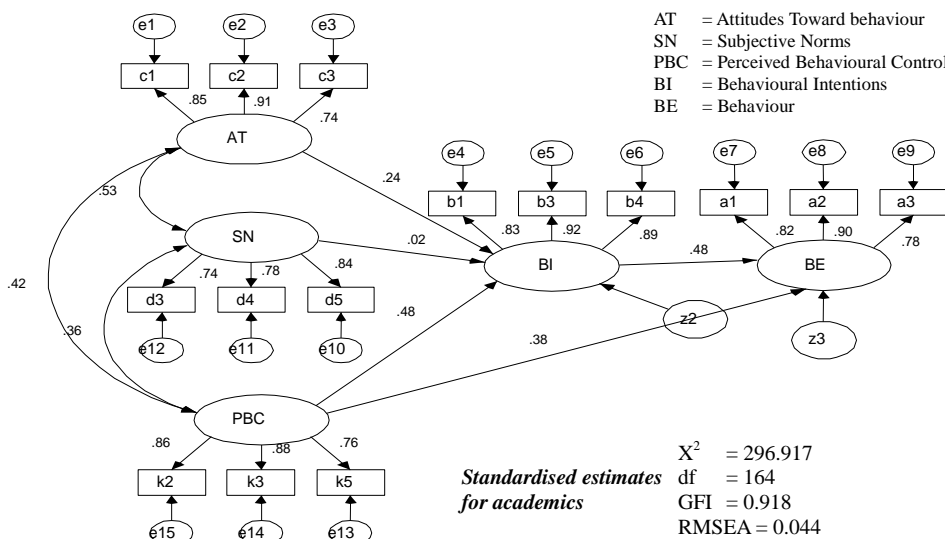 e1 e2 e3
c1 c2 c3
.85 .91 .74
AT
AT = Attitudes Toward behaviour
SN = Subjective Norms
PBC = Perceived Behavioural Control
BI = Behavioural Intentions
BE = Behaviour
e4 e5 e6 e7 e8 e9
b1 b3 b4 a1 a2 a3
.53 .24
.83 .92 .89 .82 .90 .78
SN .02 BI .48 BE
.74 .78 .84
.42 d3 d4 d5 .48
.36 e12 e11 e10 .38 z2 z3
PBC
.86 .88 .76
k2 k3 k5
e15 e14 e13
Standardised estimates
for academics
X² = 296.917
df = 164
GFI = 0.918
RMSEA = 0.044